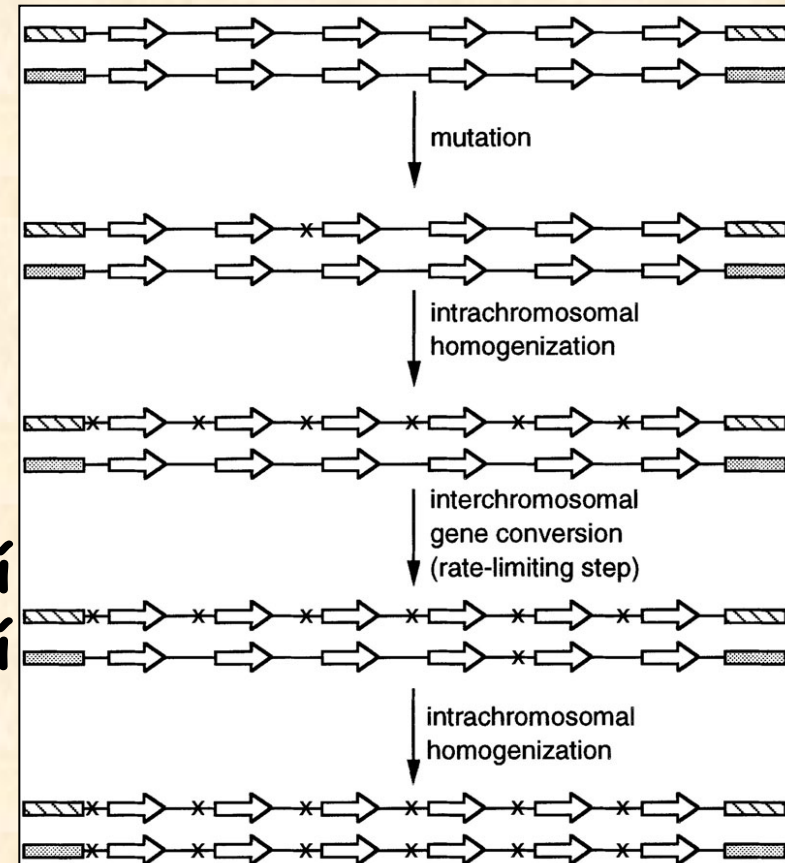 mutation
x
intrachromosomal
homogenization
x x x x x x
interchromosomal
gene conversion
(rate-limiting step)
í
í
x x x x x x
x
intrachromosomal
homogenization
x x x x x x
x x x x x x